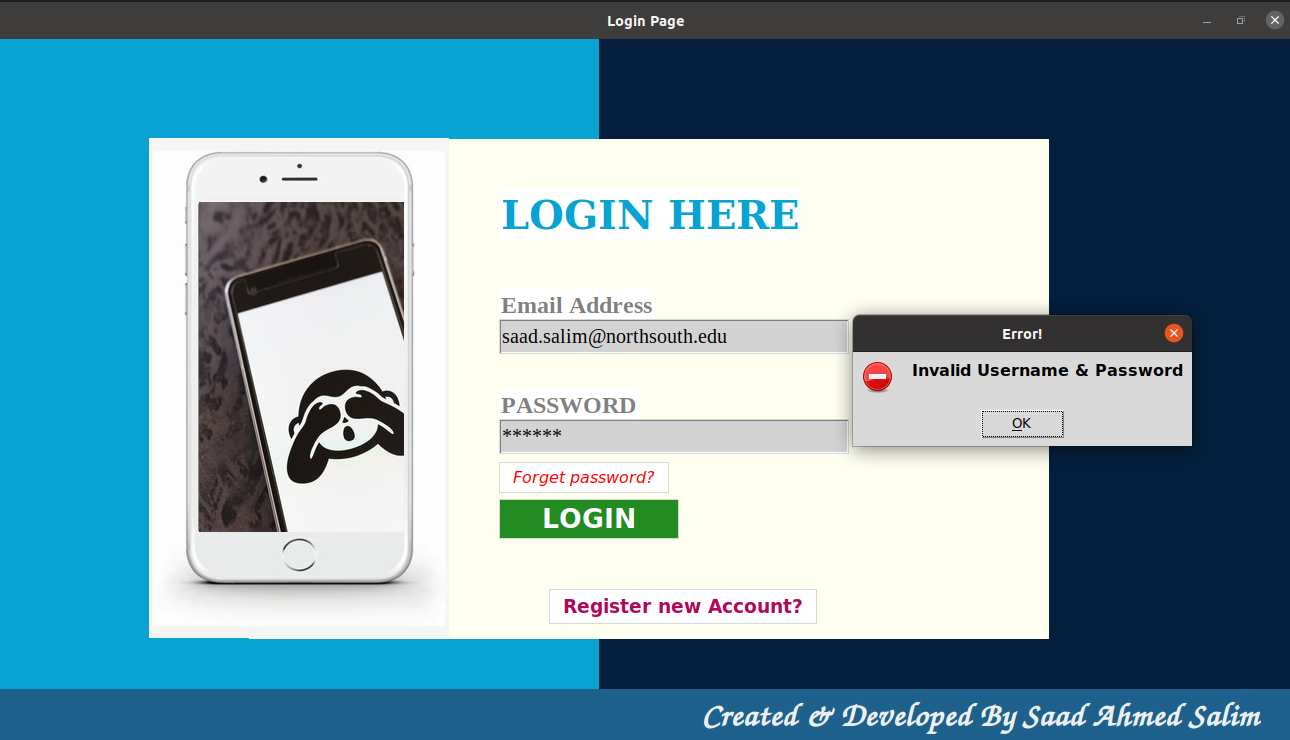 Login Page
LOGIN HERE
Email Address
saad.salim@northsouth.edu
Error!
Invalid Username & Password
OK
PASSWORD
******
Forget password?
LOGIN
Register new Account?
Created & Developed By Saad Ahmed Salim